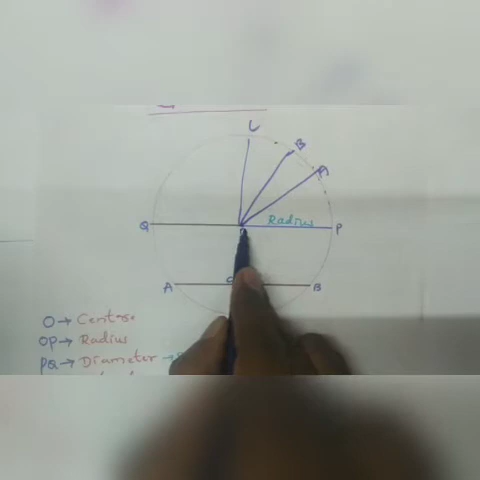 L
B
A
Q
Radius
P
O
A
C
B
O → Centre
OP → Radius
PQ → Diameter →